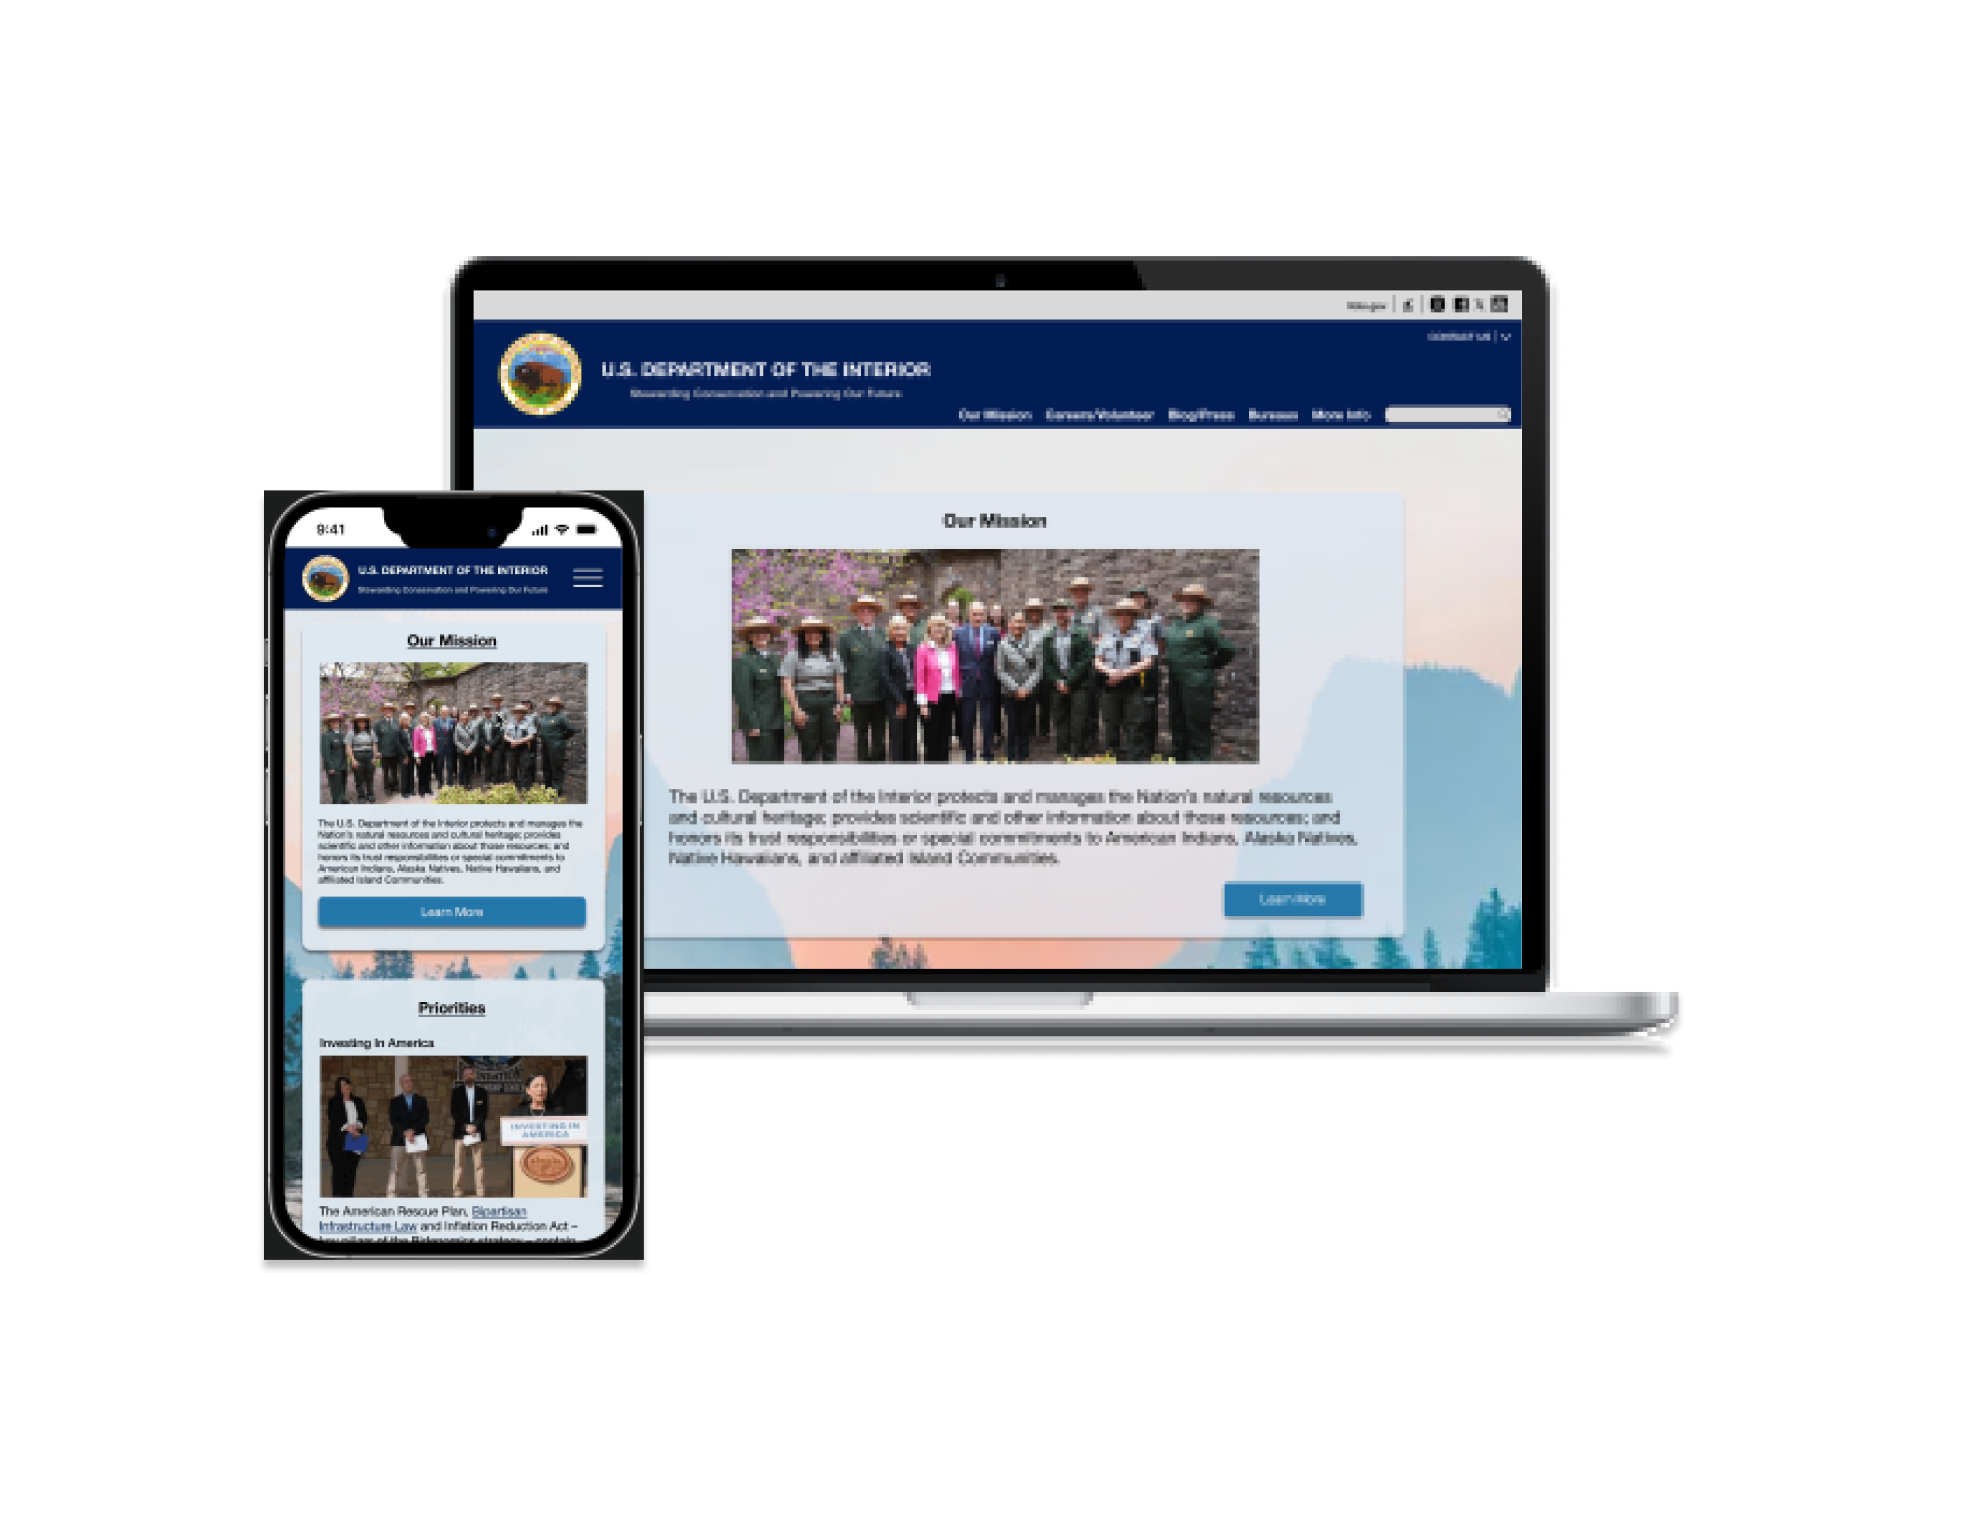 CONTACT US
U.S. DEPARTMENT OF THE INTERIOR
Stewarding Conservation and Powering Our Future
Our Mission Careers/Volunteer Blog/Press Bureaus More Info
Our Mission
The U.S. Department of the Interior protects and manages the Nation's natural resources
and cultural heritage; provides scientific and other information about those resources; and
honors its trust responsibilities or special commitments to American Indians, Alaska Natives,
Native Hawaiians, and affiliated Island Communities.
Learn More
9:41
U.S. DEPARTMENT OF THE INTERIOR
Stewarding Conservation and Powering Our Future
Our Mission
The U.S. Department of the Interior protects and manages the
Nation's natural resources and cultural heritage; provides
scientific and other information about those resources; and
honors its trust responsibilities or special commitments to
American Indians, Alaska Natives, Native Hawaiians, and
affiliated Island Communities.
Learn More
Priorities
Investing In America
INVESTING IN
AMERICA
The American Rescue Plan, Bipartisan
Infrastructure Law and Inflation Reduction Act –
key pillars of the Bidenomics strategy – contain